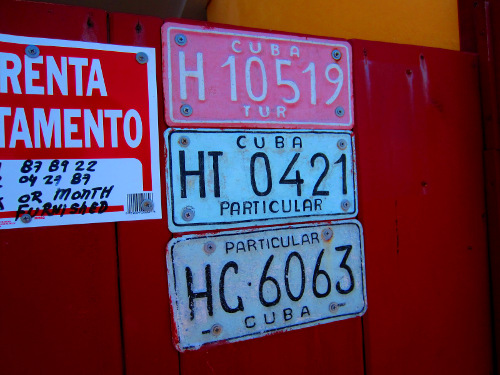 RENTA
TAMENTO
87 89 22
04 29 87
OR MONTH
FURNISHED
CUBA
H 10519
TUR
CUBA
HT 0421
PARTICULAR
PARTICULAR
HG 6063
CUBA